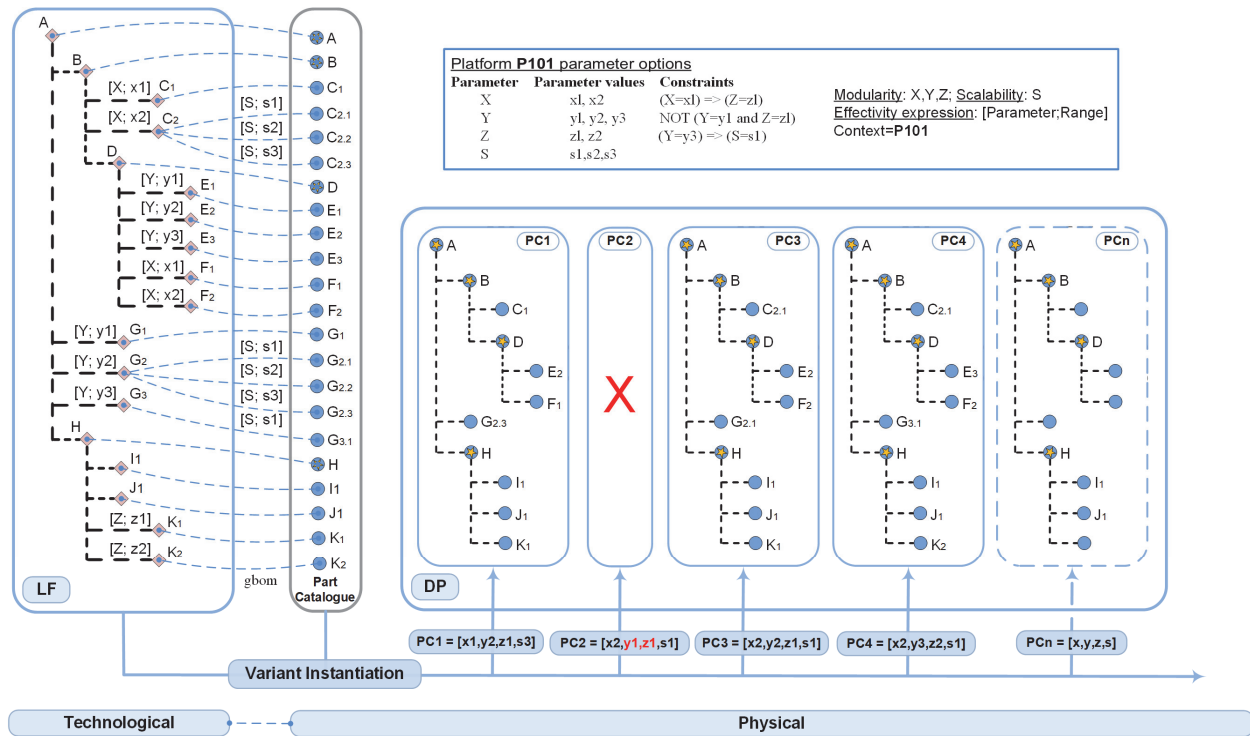 A
B
[X; x1] C1
[X; x2] C2
D
[Y; y1] E1
[Y; y2] E2
[Y; y3] E3
[X; x1] F1
[X; x2] F2
[Y; y1] G1
[Y; y2] G2
[Y; y3] G3
H
I1
J1
[Z; z1] K1
[Z; z2] K2
LF
[S; s1]
[S; s2]
[S; s3]
[S; s1]
[S; s2]
[S; s3]
[S; s1]
gbom
A
B
C1
C2.1
C2.2
C2.3
D
E1
E2
E3
F1
F2
G1
G2.1
G2.2
G2.3
G3.1
H
I1
J1
K1
K2
Part
Catalogue
Platform P101 parameter options
Parameter Parameter values Constraints
X xl, x2 (X=xl) => (Z=zl)
Y yl, y2, y3 NOT (Y=y1 and Z=zl)
Z zl, z2 (Y=y3) => (S=s1)
S s1,s2,s3
Modularity: X,Y,Z; Scalability: S
Effectivity expression: [Parameter;Range]
Context=P101
PC1
A
B
C1
D
E2
F1
G2.3
H
I1
J1
K1
PC2
X
PC3
A
B
C2.1
D
E2
F2
G2.1
H
I1
J1
K1
PC4
A
B
C2.1
D
E3
F2
G3.1
H
I1
J1
K2
PCn
A
B
D
H
I1
J1
DP
PC1 = [x1,y2,z1,s3]
PC2 = [x2,y1,z1,s1]
PC3 = [x2,y2,z1,s1]
PC4 = [x2,y3,z2,s1]
PCn = [x,y,z,s]
Variant Instantiation
Technological
Physical